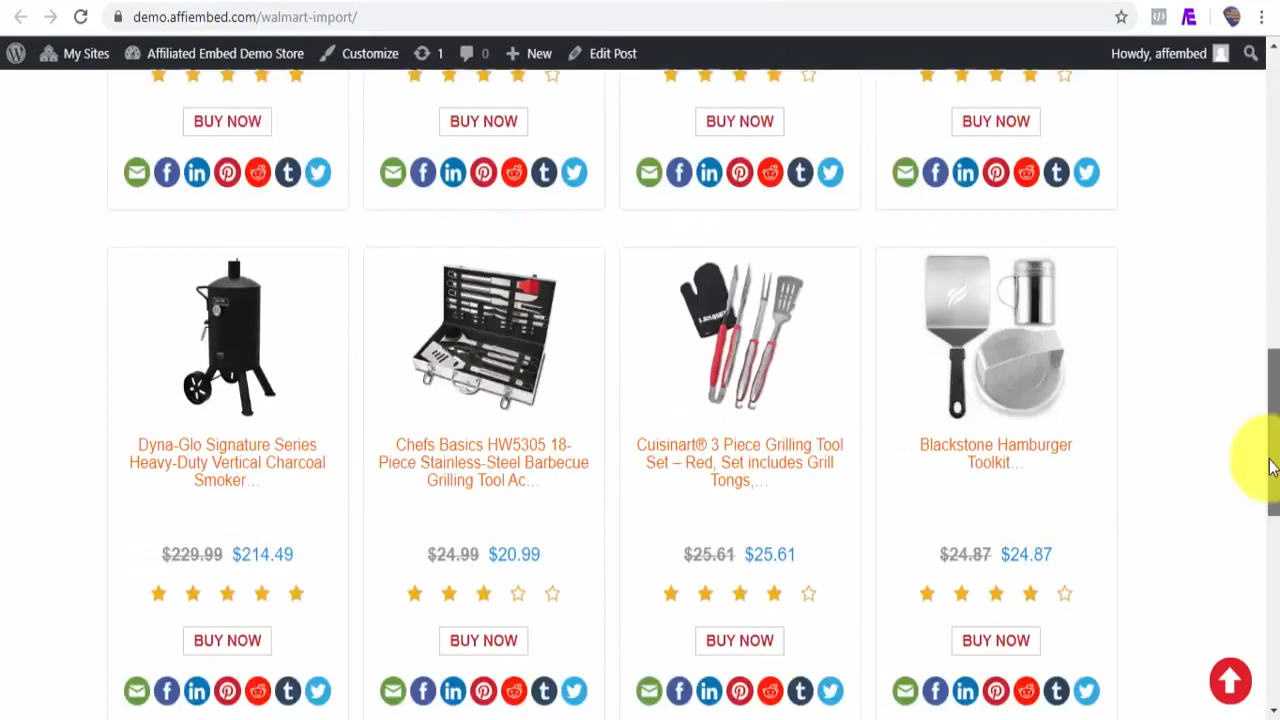 demo.affiembed.com/walmart-import/
My Sites Affiliated Embed Demo Store Customize 1 0 New Edit Post Howdy, affembed
BUY NOW BUY NOW BUY NOW BUY NOW
Dyna-Glo Signature Series
Heavy-Duty Vertical Charcoal
Smoker…
Chefs Basics HW5305 18-
Piece Stainless-Steel Barbecue
Grilling Tool Ac…
Cuisinart® 3 Piece Grilling Tool
Set – Red, Set includes Grill
Tongs,…
Blackstone Hamburger
Toolkit…
$229.99 $214.49 $24.99 $20.99 $25.61 $25.61 $24.87 $24.87
BUY NOW BUY NOW BUY NOW BUY NOW